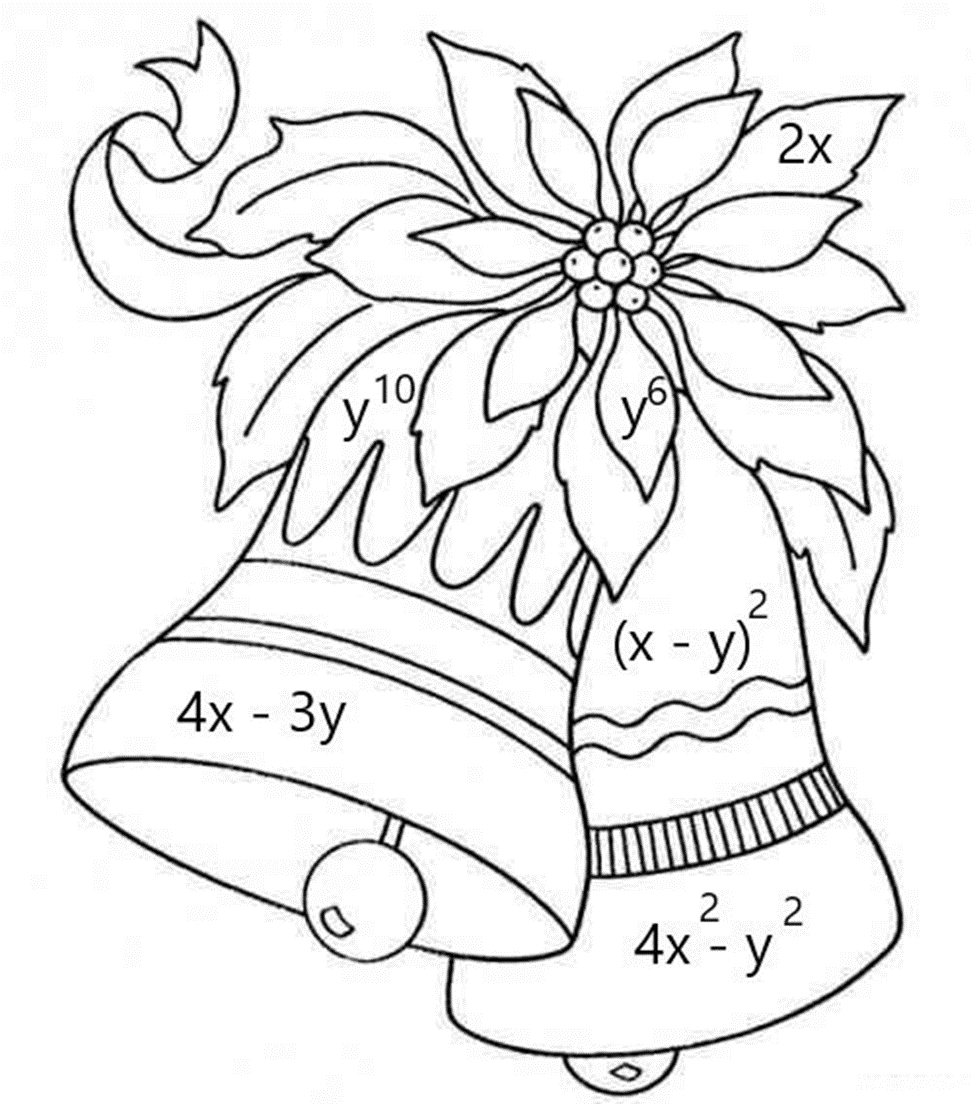 2x
y¹⁰
y⁶
(x - y)²
4x - 3y
4x² - y²